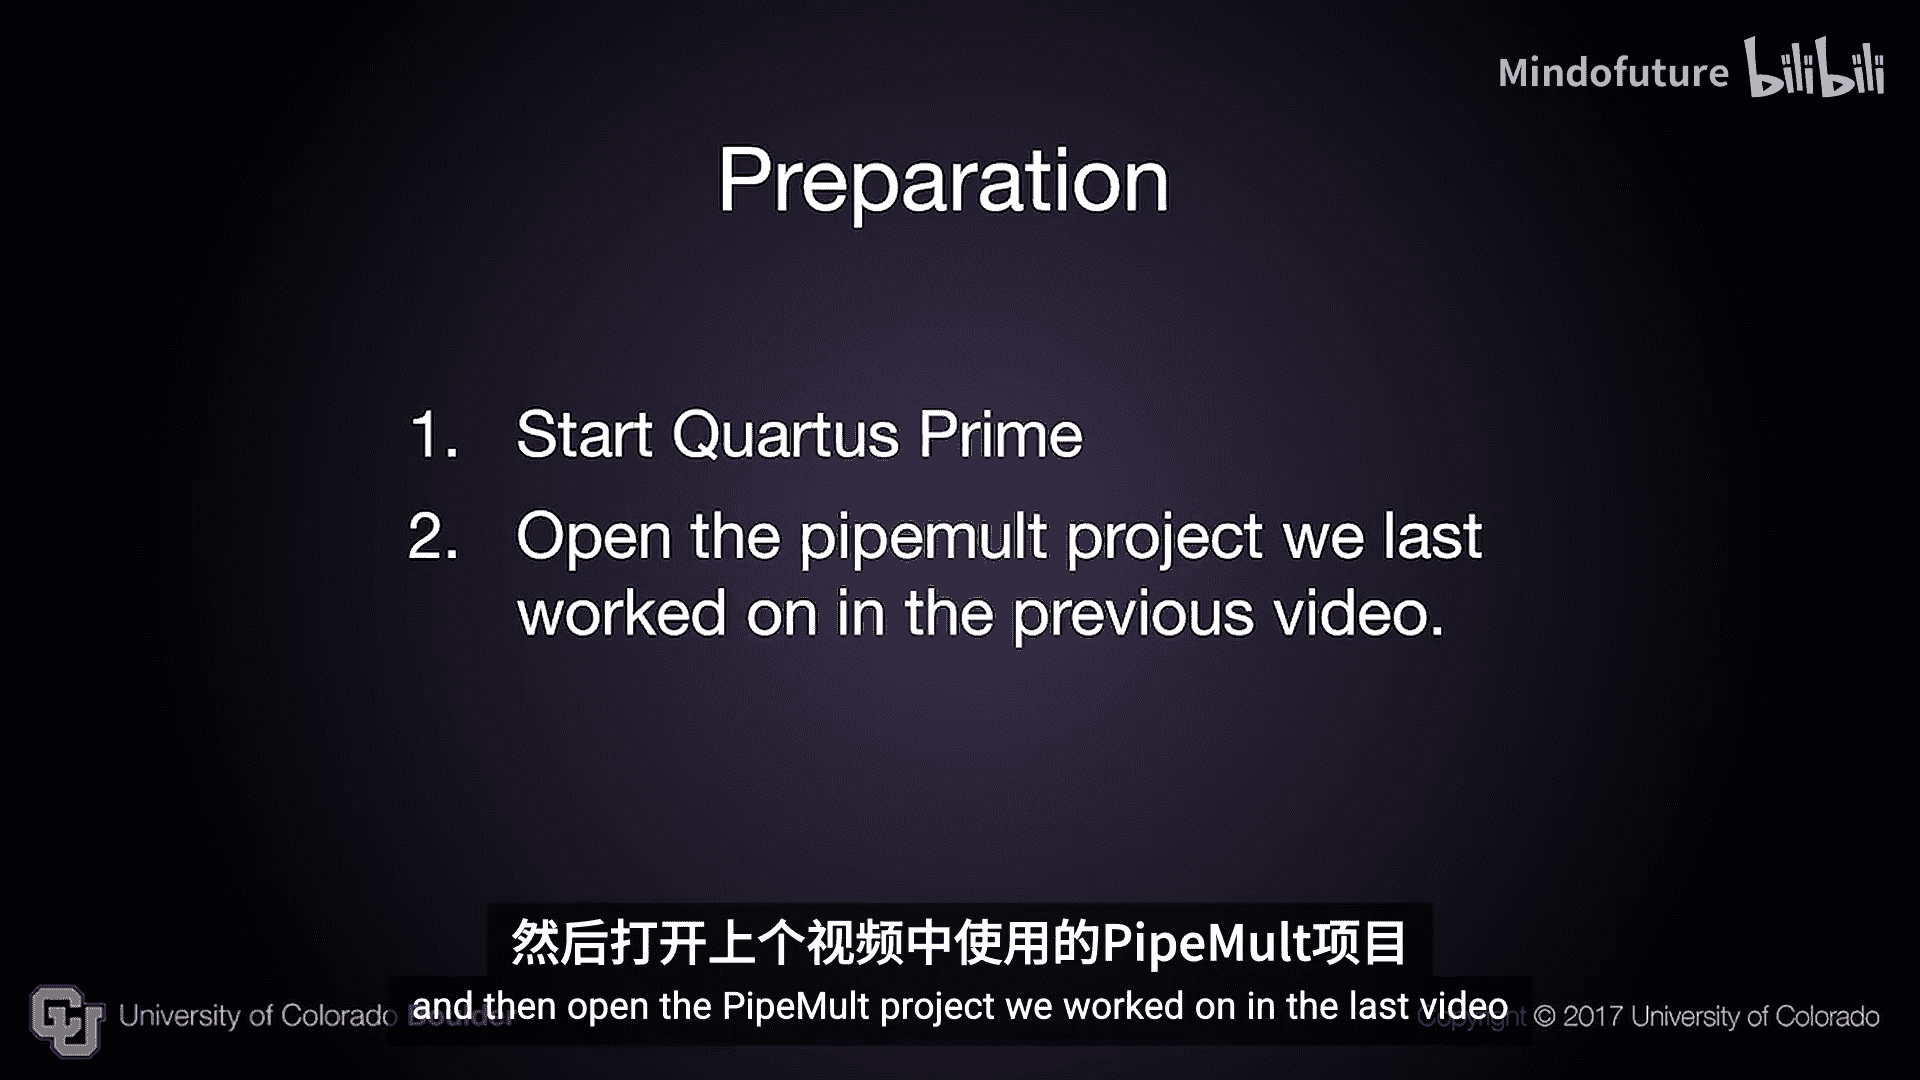 Mindofuture bilibili
Preparation
1. Start Quartus Prime
2. Open the pipemult project we last
worked on in the previous video.
然后打开上个视频中使用的PipeMult项目
and then open the PipeMult project we worked on in the last video
University of Colorado Boulder
Copyright © 2017 University of Colorado